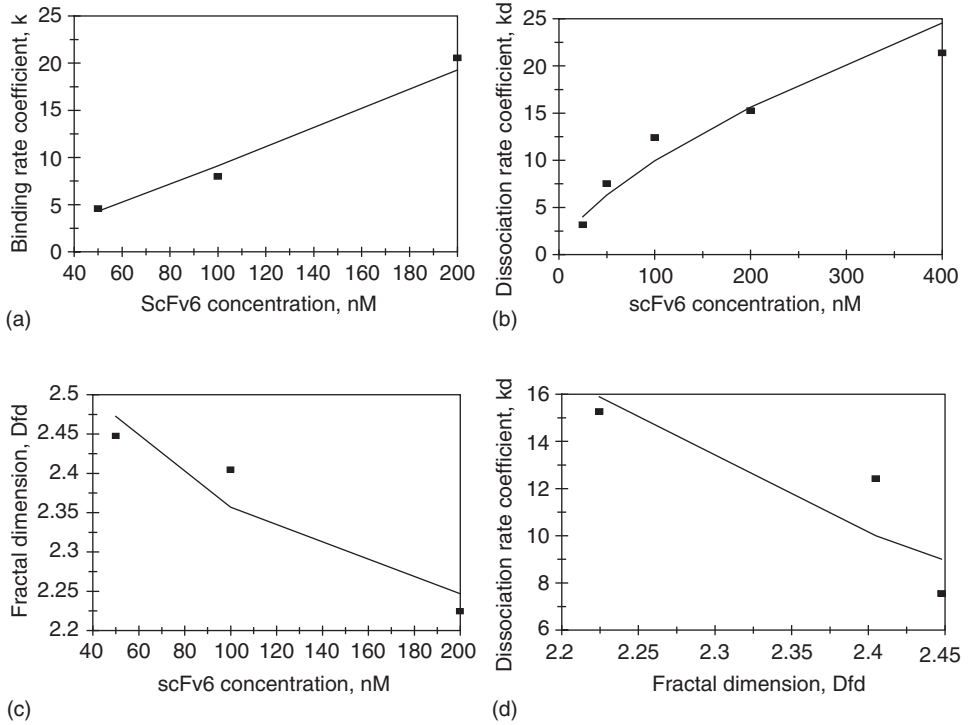 Binding rate coefficient, k
25
20
15
10
5
0
40 60 80 100 120 140 160 180 200
ScFv6 concentration, nM
(a)
Dissociation rate coefficient, kd
25
20
15
10
5
0
0 100 200 300 400
scFv6 concentration, nM
(b)
Fractal dimension, Dfd
2.5
2.45
2.4
2.35
2.3
2.25
2.2
40 60 80 100 120 140 160 180 200
scFv6 concentration, nM
(c)
Dissociation rate coefficient, kd
16
14
12
10
8
6
2.2 2.25 2.3 2.35 2.4 2.45
Fractal dimension, Dfd
(d)